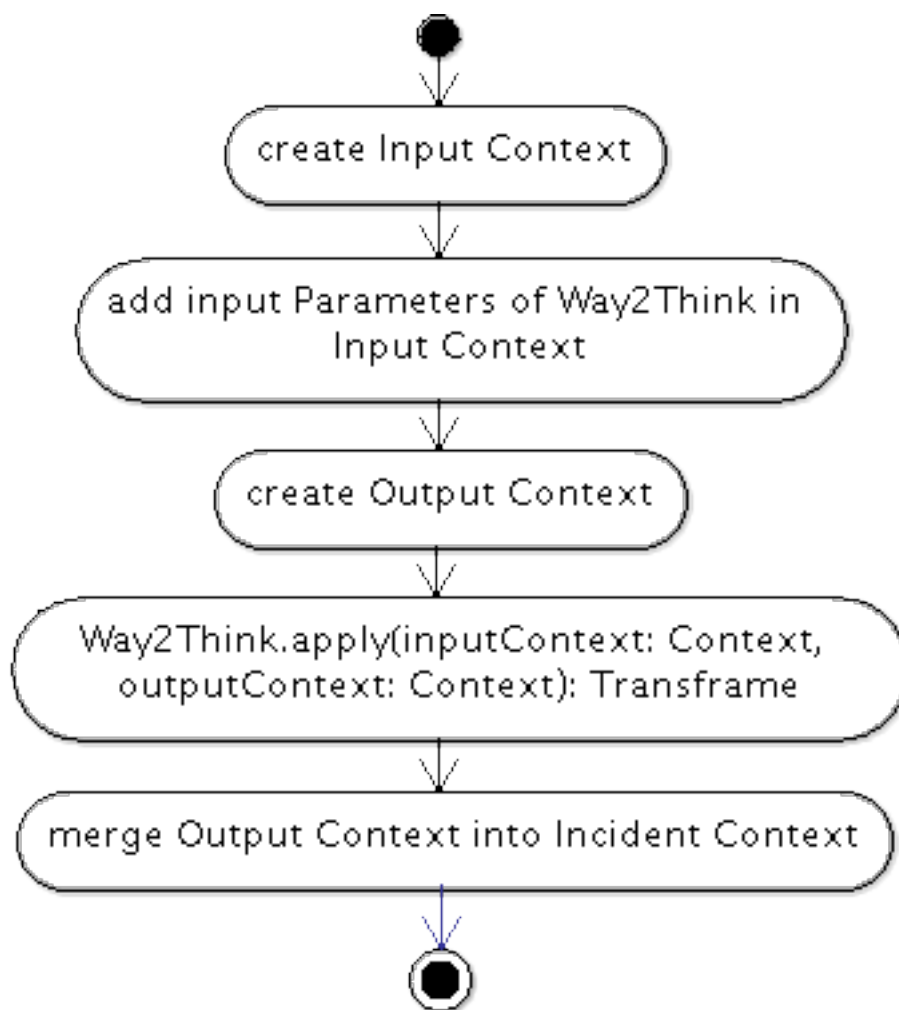 create Input Context
add input Parameters of Way2Think in
Input Context
create Output Context
Way2Think.apply(inputContext: Context,
outputContext: Context): Transframe
merge Output Context into Incident Context